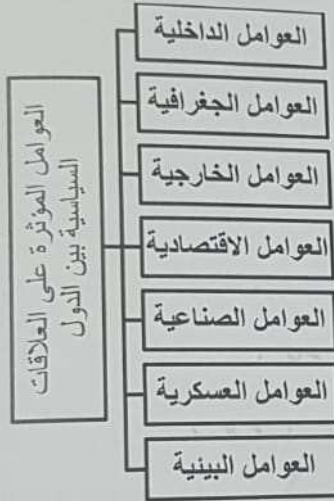 العوامل المؤثرة على العلاقات
السياسية بين الدول
العوامل الداخلية
العوامل الجغرافية
العوامل الخارجية
العوامل الاقتصادية
العوامل الصناعية
العوامل العسكرية
العوامل البيئية